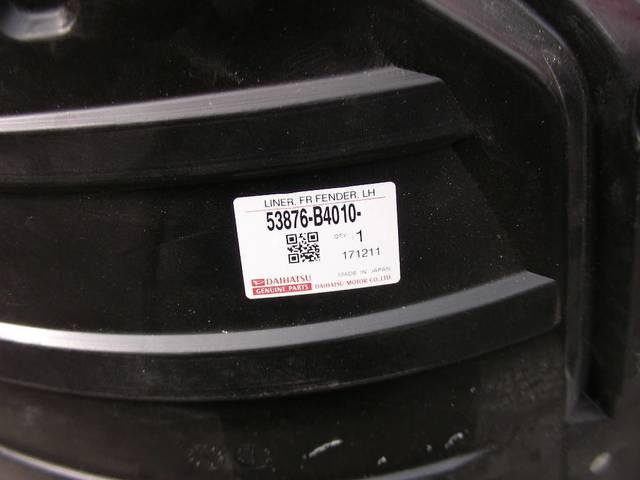 LINER, FR FENDER, LH
53876-B4010-
QTY 1
171211
MADE IN JAPAN
DAIHATSU
GENUINE PARTS DAIHATSU MOTOR CO.,LTD